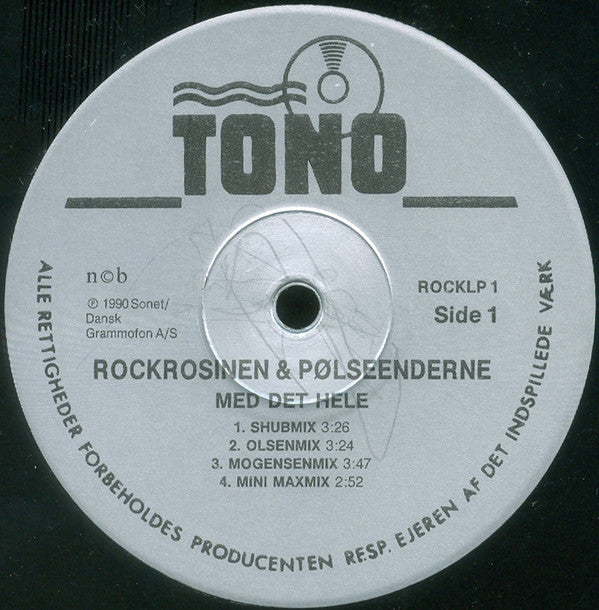 TONO
n©b
℗ 1990 Sonet/
Dansk
Grammofon A/S
ROCKLP 1
Side 1
ROCKROSINEN & PØLSEENDERNE
MED DET HELE
1. SHUBMIX 3:26
2. OLSENMIX 3:24
3. MOGENSENMIX 3:47
4. MINI MAXMIX 2:52
ALLE RETTIGHEDER FORBEHOLDES PRODUCENTEN RESP. EJEREN AF DET INDSPILLEDE VÆRK